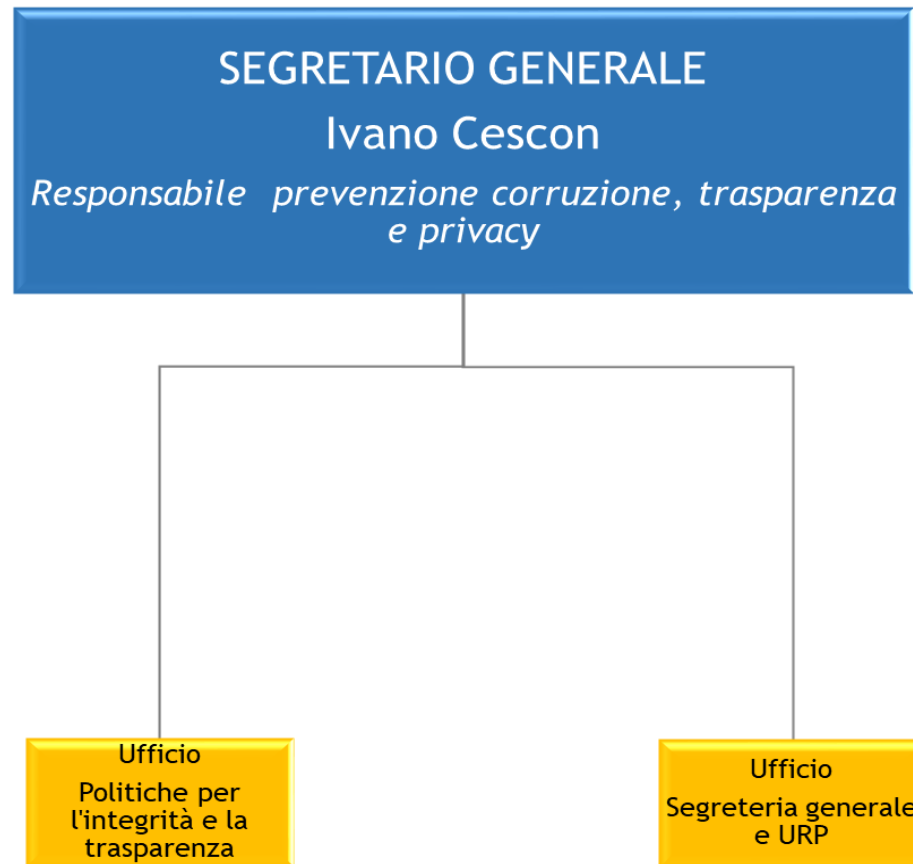 SEGRETARIO GENERALE
Ivano Cescon
Responsabile prevenzione corruzione, trasparenza
e privacy
Ufficio
Politiche per
l'integrità e la
trasparenza
Ufficio
Segreteria generale
e URP